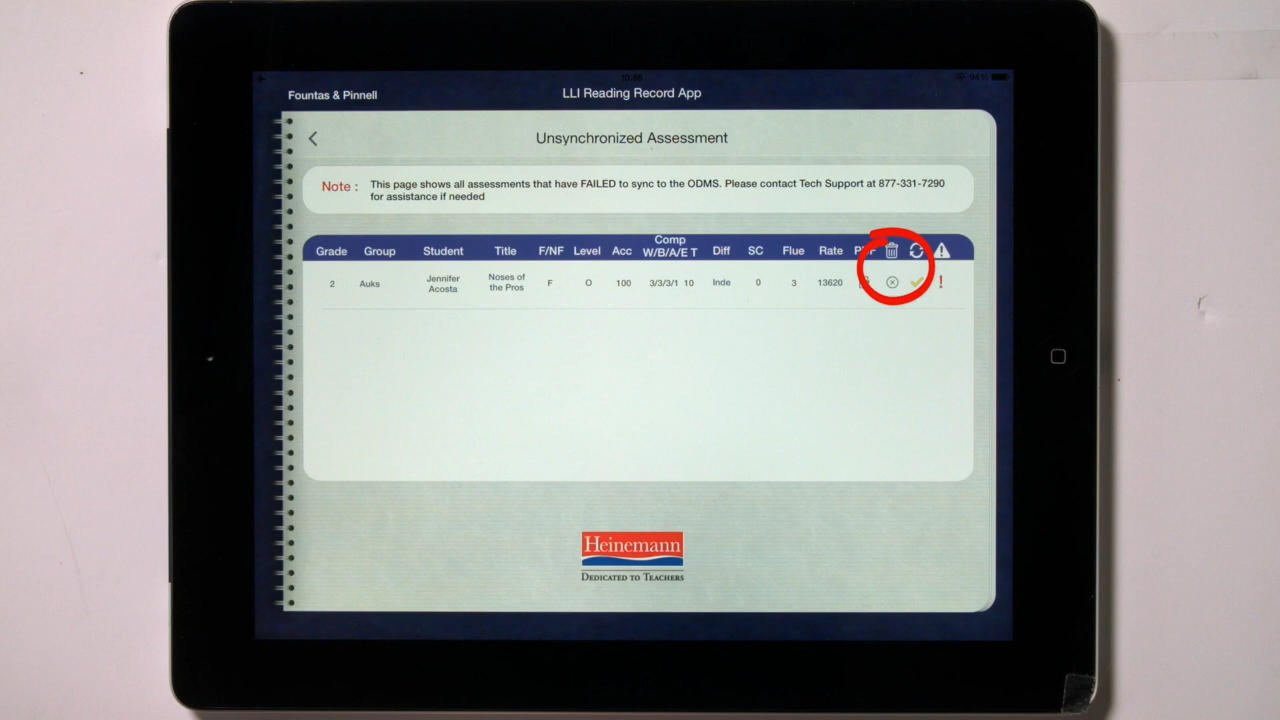 10:56
94%
Fountas & Pinnell
LLI Reading Record App
Unsynchronized Assessment
Note :
This page shows all assessments that have FAILED to sync to the ODMS. Please contact Tech Support at 877-331-7290
for assistance if needed
Grade Group Student Title F/NF Level Acc Comp W/B/A/E T Diff SC Flue Rate
2 Auks Jennifer Acosta Noses of the Pros F O 100 3/3/3/1 10 Inde 0 3 13620 !
Heinemann
DEDICATED TO TEACHERS